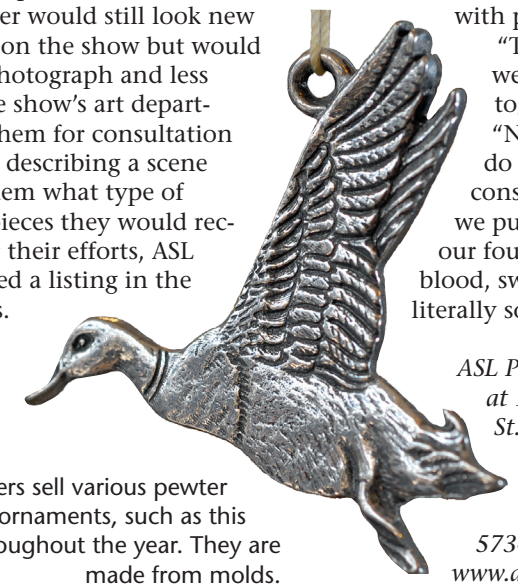 er would still look new
on the show but would
hotograph and less
e show's art depart-
hem for consultation
describing a scene
em what type of
pieces they would rec-
their efforts, ASL
ed a listing in the
s.
ers sell various pewter
ornaments, such as this
oughout the year. They are
made from molds.
with p
“T
we
to
“N
do
cons
we pu
our fou
blood, sw
literally so
ASL P
at
St.
573
www.a